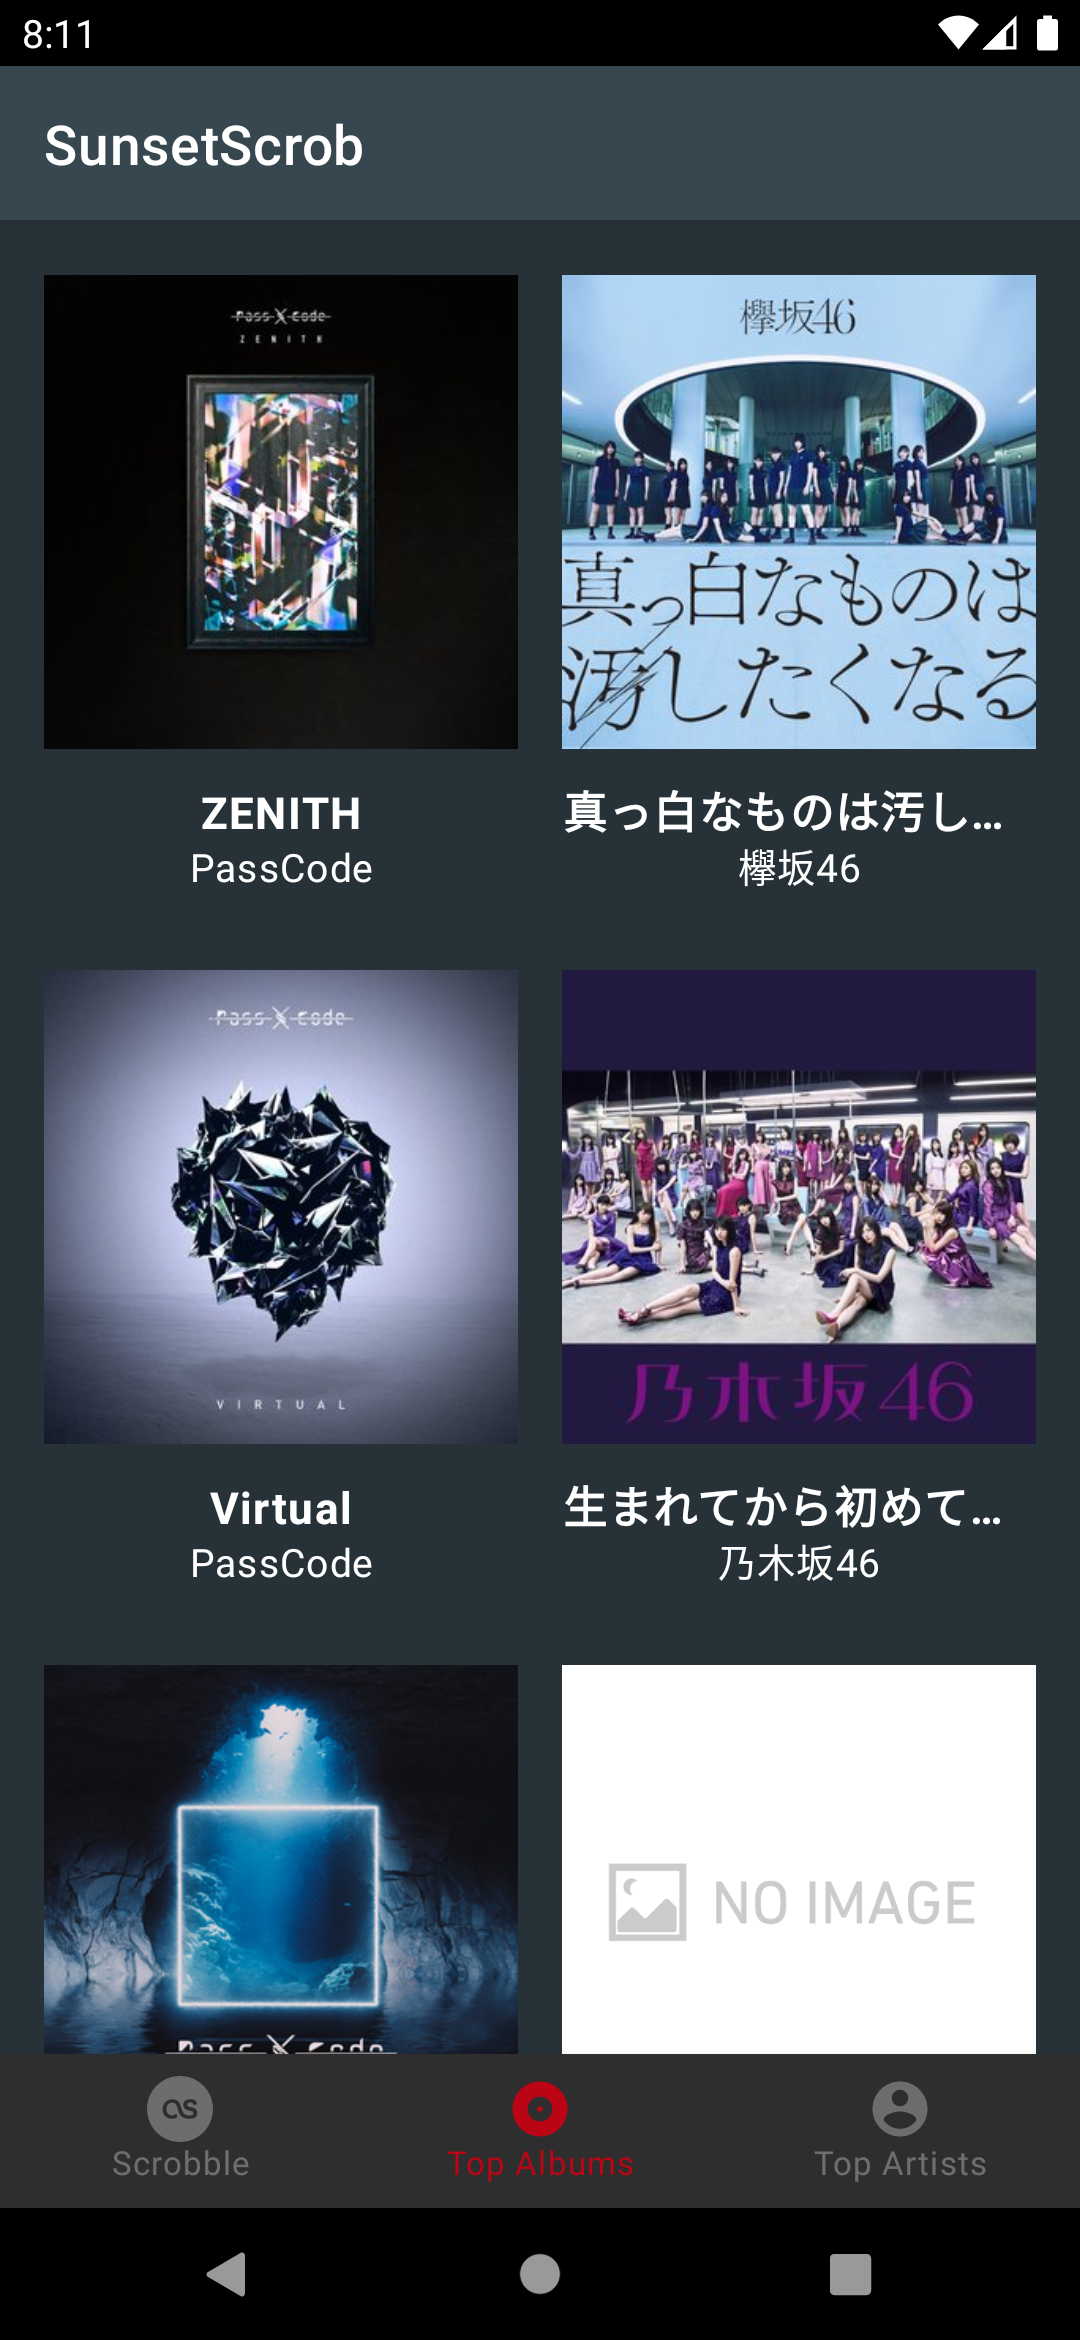 8:11
SunsetScrob
Pass Code
ZENITH
欅坂46
真っ白なものは
汚したくなる
ZENITH
PassCode
真っ白なものは汚し...
欅坂46
Pass Code
VIRTUAL
乃木坂46
Virtual
PassCode
生まれてから初めて...
乃木坂46
Pass Code
NO IMAGE
Scrobble
Top Albums
Top Artists